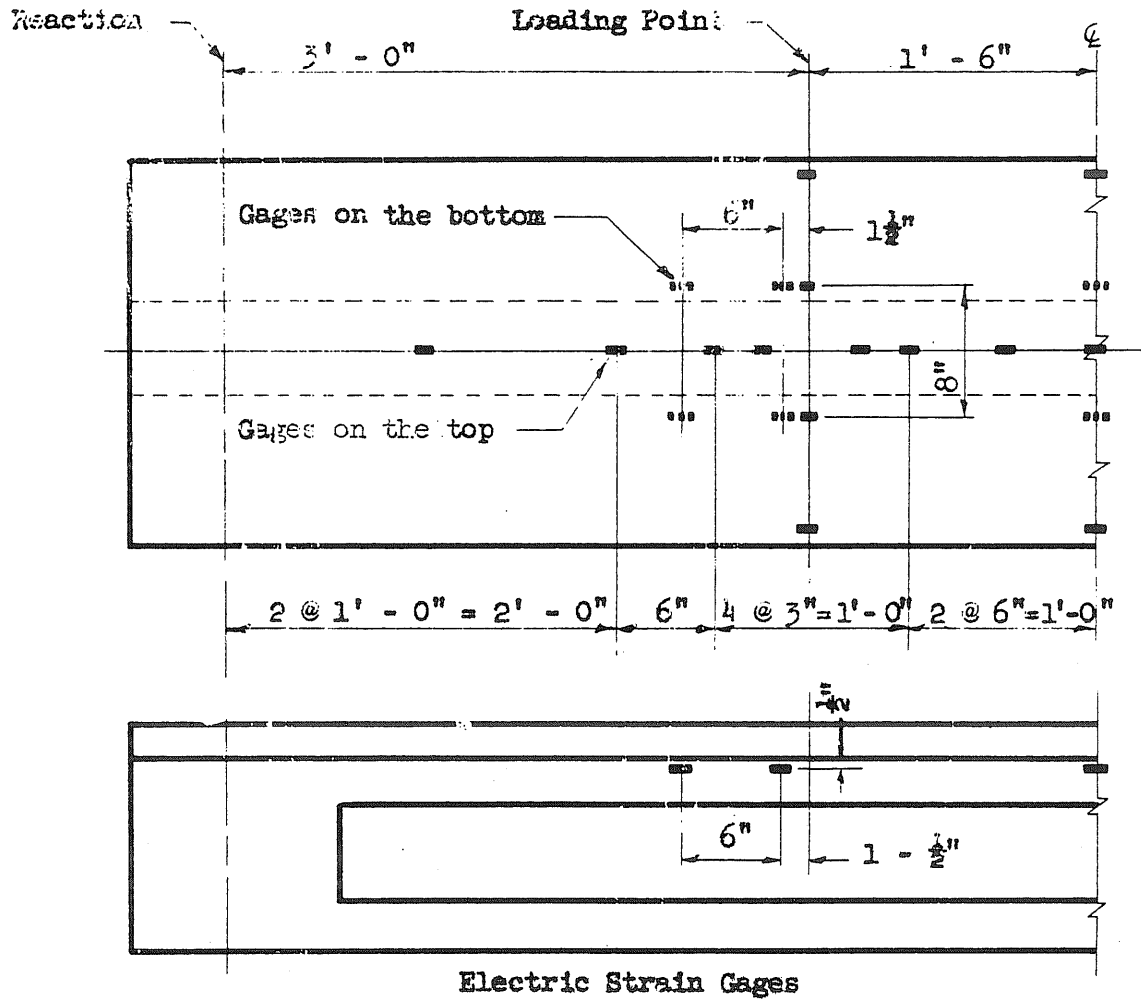 Reaction
Loading Point
℄
3' - 0"
1' - 6"
Gages on the bottom
6"
1½"
8"
Gages on the top
2 @ 1' - 0" = 2' - 0"
6"
4 @ 3"=1'-0"
2 @ 6"=1'-0"
½"
6"
1 - ½"
Electric Strain Gages